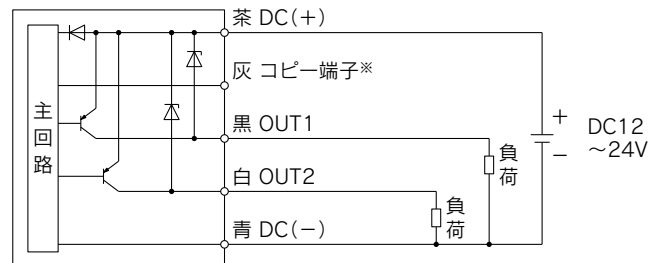 茶 DC(+)
灰 コピー端子※
主回路
黒 OUT1
白 OUT2
青 DC(−)
負荷
負荷
+
−
DC12
～24V